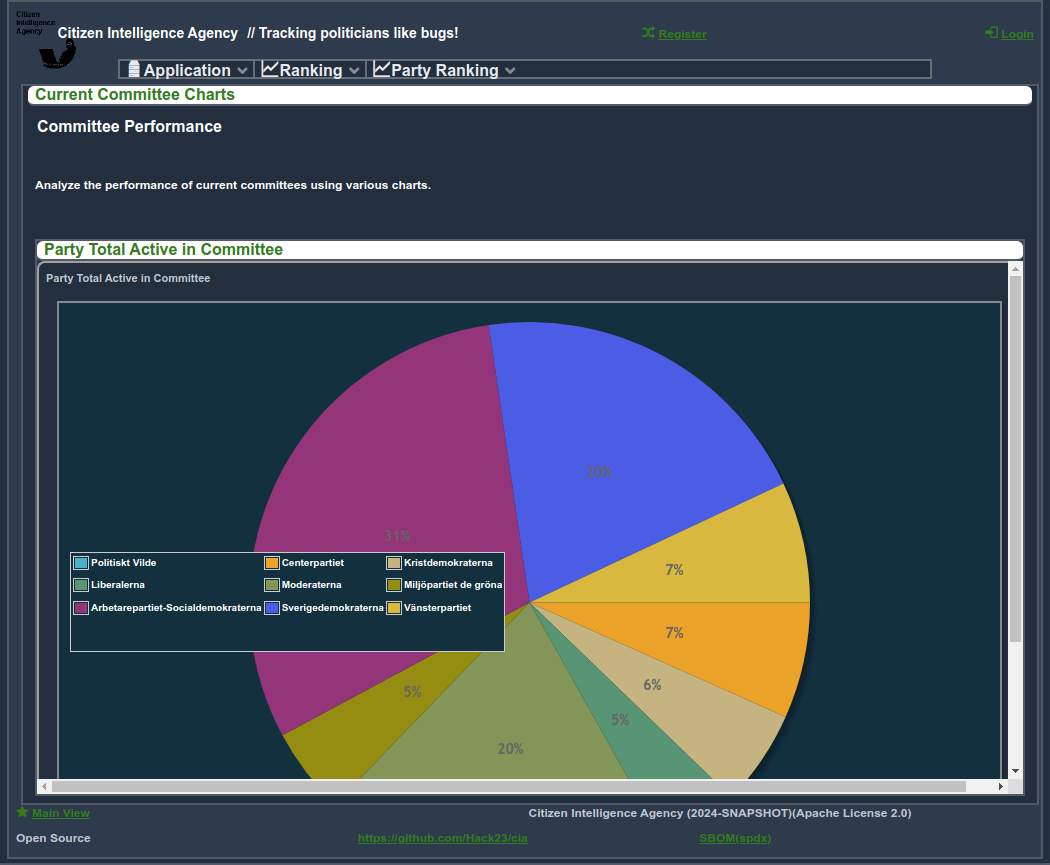 Citizen
Intelligence
Agency
Citizen Intelligence Agency // Tracking politicians like bugs!
Register
Login
Application
Ranking
Party Ranking
Current Committee Charts
Committee Performance
Analyze the performance of current committees using various charts.
Party Total Active in Committee
Party Total Active in Committee
20%
31%
7%
Politiskt Vilde
Centerpartiet
Kristdemokraterna
Liberalerna
Moderaterna
Miljöpartiet de gröna
Arbetarepartiet-Socialdemokraterna
Sverigedemokraterna
Vänsterpartiet
7%
6%
5%
5%
20%
Main View
Citizen Intelligence Agency (2024-SNAPSHOT)(Apache License 2.0)
Open Source
https://github.com/Hack23/cia
SBOM(spdx)